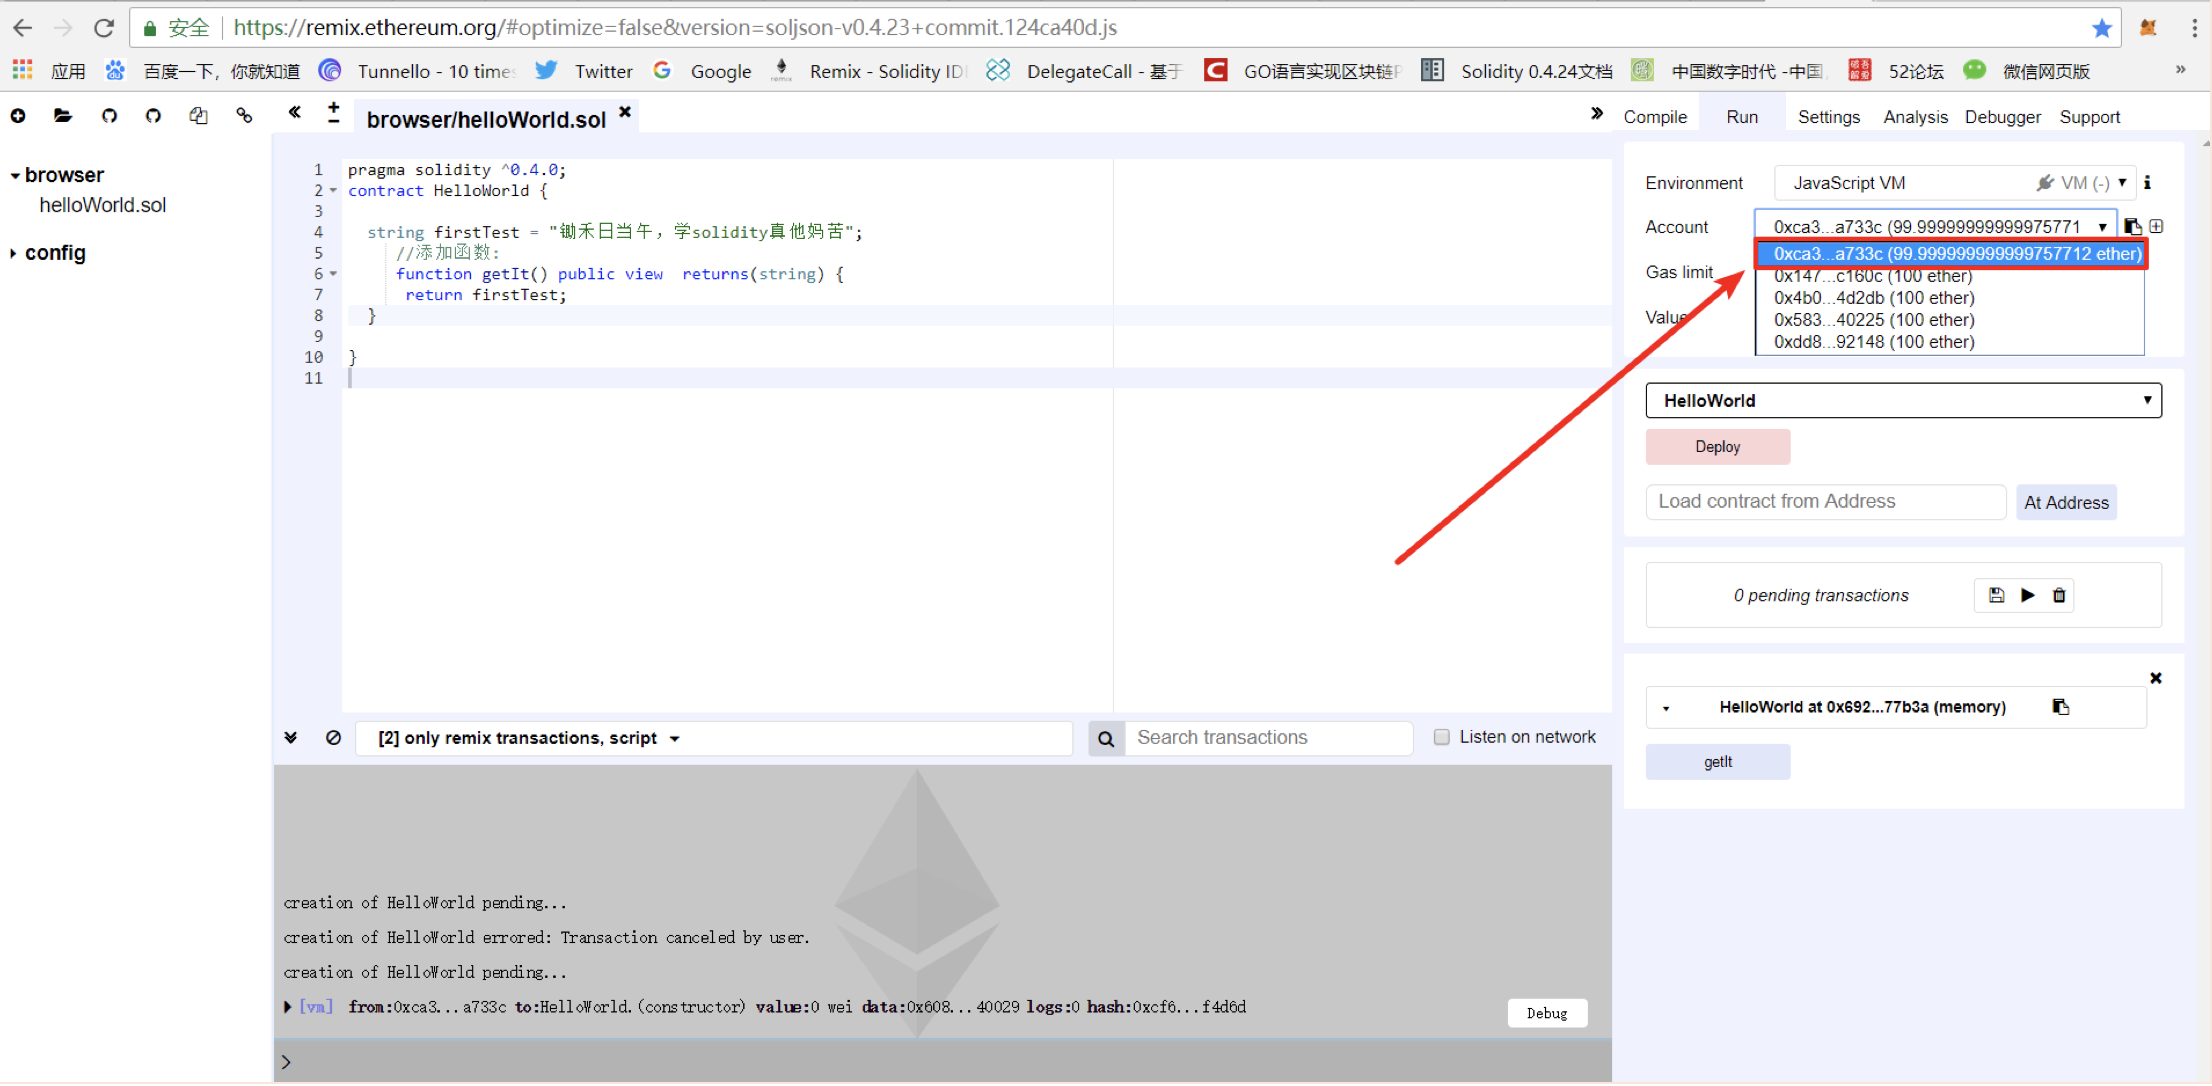 安全 https://remix.ethereum.org/#optimize=false&version=soljson-v0.4.23+commit.124ca40d.js
应用 百度一下，你就知道 Tunnello - 10 times Twitter Google Remix - Solidity ID DelegateCall - 基于 GO语言实现区块链P Solidity 0.4.24文档 中国数字时代 -中国 52论坛 微信网页版 »
browser/helloWorld.sol
Compile Run Settings Analysis Debugger Support
browser
helloWorld.sol
config
1 pragma solidity ^0.4.0;
2 contract HelloWorld {
3
4 string firstTest = "锄禾日当午，学solidity真他妈苦";
5 //添加函数:
6 function getIt() public view  returns(string) {
7 return firstTest;
8 }
9
10 }
11
Environment JavaScript VM VM (-)
Account 0xca3...a733c (99.99999999999975771
0xca3...a733c (99.999999999999757712 ether)
Gas limit 0x147...c160c (100 ether)
0x4b0...4d2db (100 ether)
Value 0x583...40225 (100 ether)
0xdd8...92148 (100 ether)
HelloWorld
Deploy
Load contract from Address At Address
0 pending transactions
HelloWorld at 0x692...77b3a (memory)
getIt
[2] only remix transactions, script Search transactions Listen on network
creation of HelloWorld pending...
creation of HelloWorld errored: Transaction canceled by user.
creation of HelloWorld pending...
[vm] from:0xca3...a733c to:HelloWorld.(constructor) value:0 wei data:0x608...40029 logs:0 hash:0xcf6...f4d6d
Debug
>